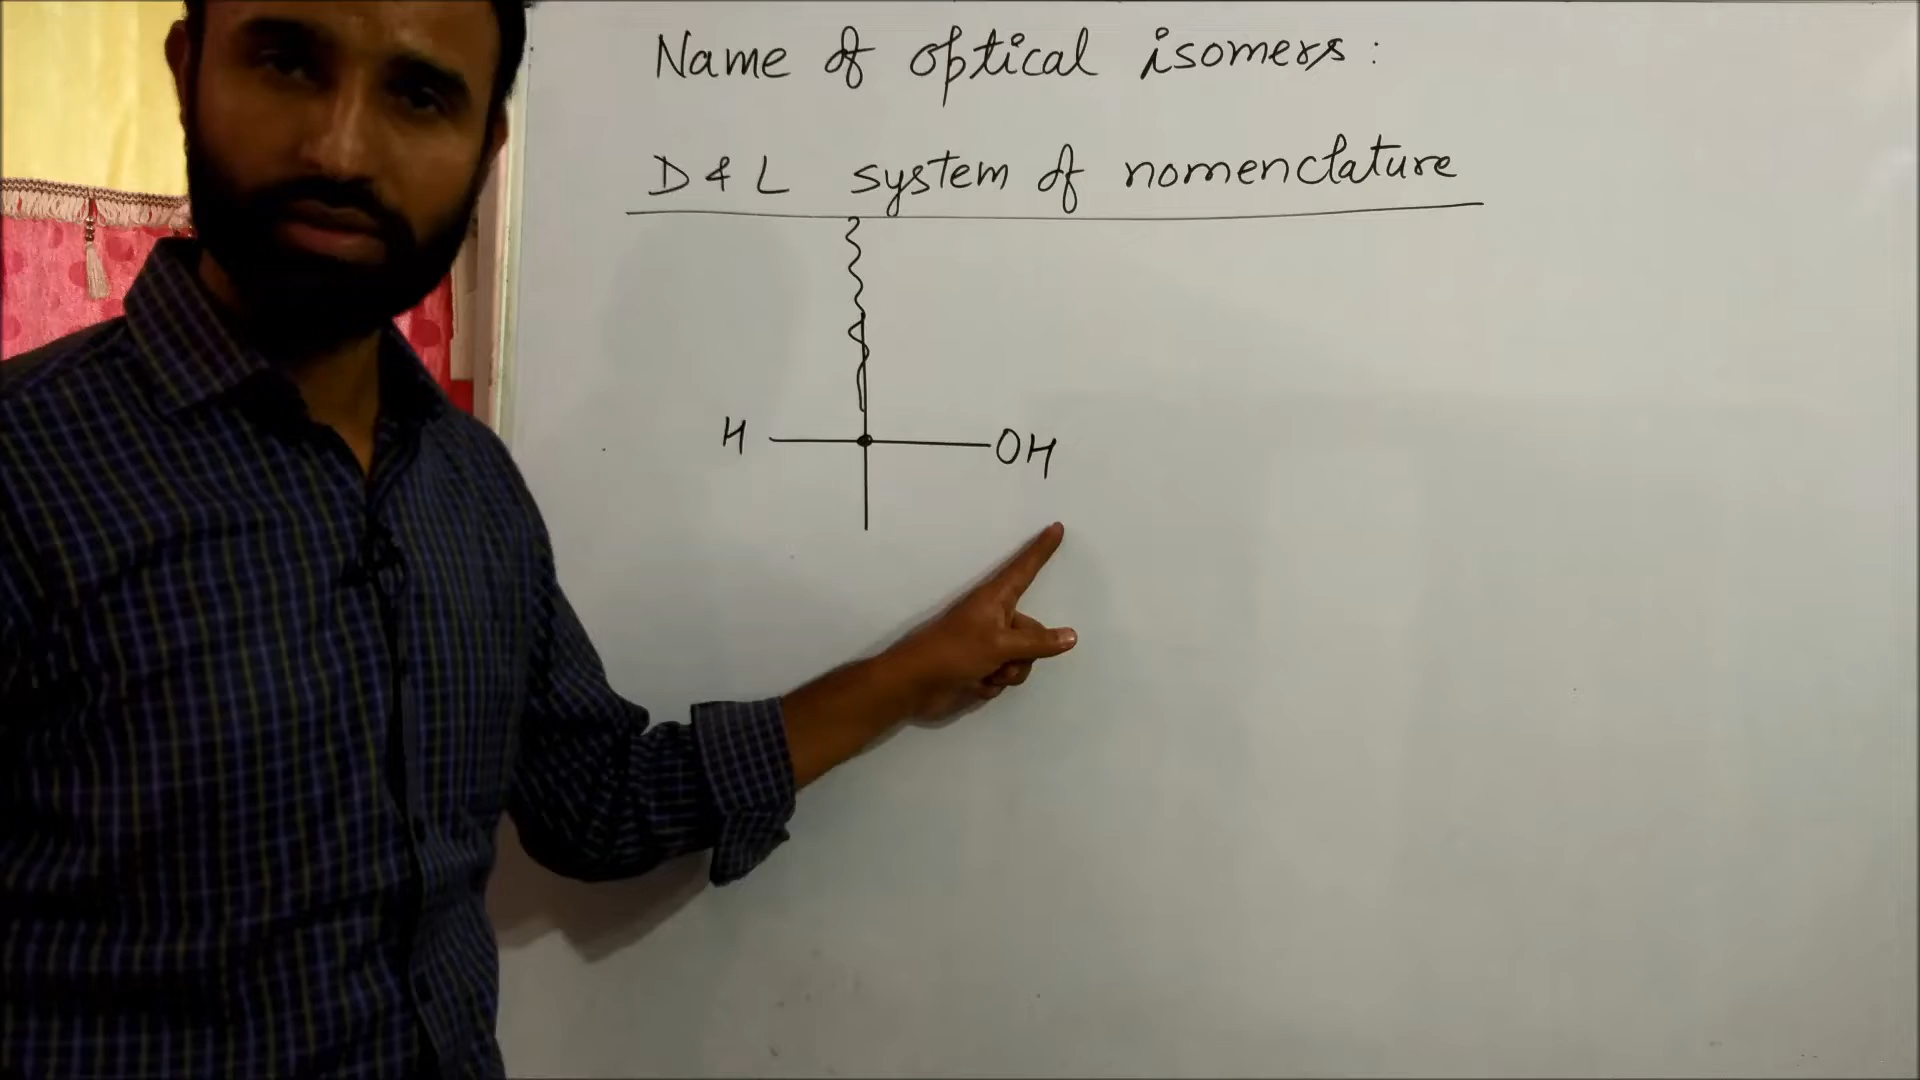 Name of optical isomers :
D & L system of nomenclature
H OH